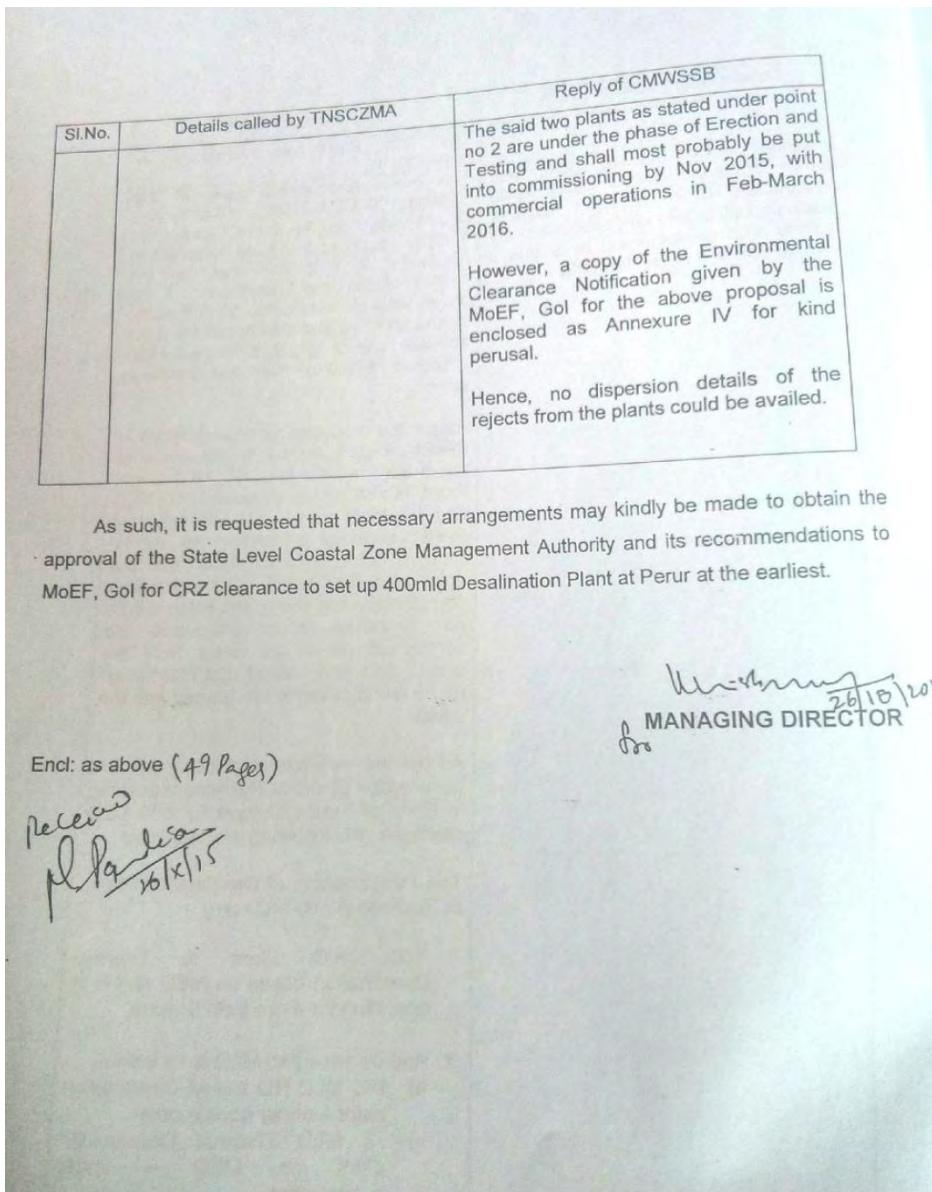 Sl.No.
Details called by TNSCZMA
Reply of CMWSSB
The said two plants as stated under point
no 2 are under the phase of Erection and
Testing and shall most probably be put
into commissioning by Nov 2015, with
commercial operations in Feb-March
2016.
However, a copy of the Environmental
Clearance Notification given by the
MoEF, GoI for the above proposal is
enclosed as Annexure IV for kind
perusal.
Hence, no dispersion details of the
rejects from the plants could be availed.
As such, it is requested that necessary arrangements may kindly be made to obtain the
approval of the State Level Coastal Zone Management Authority and its recommendations to
MoEF, GoI for CRZ clearance to set up 400mld Desalination Plant at Perur at the earliest.
26/10/20
MANAGING DIRECTOR
Encl: as above (49 Pages)
Received
/X/15